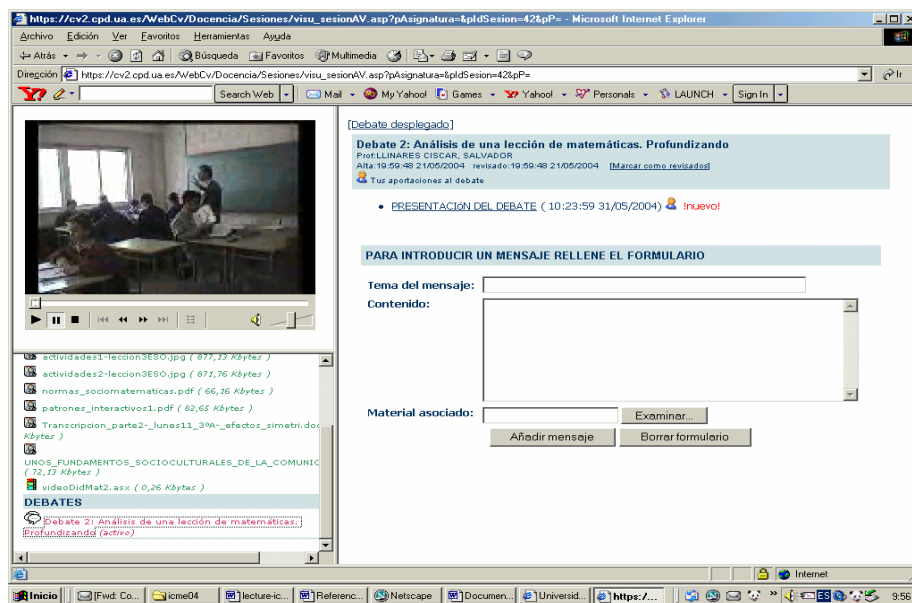 https://cv2.cpd.ua.es/WebCv/Docencia/Sesiones/visu_sesionAV.asp?pAsignatura=&pIdSesion=42&pP= - Microsoft Internet Explorer
Archivo Edición Ver Favoritos Herramientas Ayuda
Atrás Búsqueda Favoritos Multimedia
Dirección https://cv2.cpd.ua.es/WebCv/Docencia/Sesiones/visu_sesionAV.asp?pAsignatura=&pIdSesion=42&pP= Ir
Y! Search Web Mail My Yahoo! Games Yahoo! Personals LAUNCH Sign In
[Debate desplegado]
Debate 2: Análisis de una lección de matemáticas. Profundizando
Prof:LLINARES CISCAR, SALVADOR
Alta:19:59:48 21/05/2004 revisado:19:59:48 21/05/2004 [Marcar como revisados]
Tus aportaciones al debate
PRESENTACIÓN DEL DEBATE ( 10:23:59 31/05/2004) !nuevo!
PARA INTRODUCIR UN MENSAJE RELLENE EL FORMULARIO
Tema del mensaje:
Contenido:
Material asociado: Examinar...
Añadir mensaje Borrar formulario
actividades1-leccion3ESO.jpg ( 877,13 Kbytes )
actividades2-leccion3ESO.jpg ( 871,76 Kbytes )
normas_sociomatematicas.pdf ( 66,16 Kbytes )
patrones_interactivos1.pdf ( 82,65 Kbytes )
Transcripcion_parte2-_lunes11_3ºA-_efectos_simetri.doc
Kbytes )
UNOS_FUNDAMENTOS_SOCIOCULTURALES_DE_LA_COMUNIC
( 72,13 Kbytes )
videoDidMat2.asx ( 0,26 Kbytes )
DEBATES
Debate 2: Análisis de una lección de matemáticas.
Profundizando (activo)
Internet
Inicio [Fwd: Co... icme04 lecture-ic... Referenc... Netscape Documen... Universid... https:/... ES 9:56